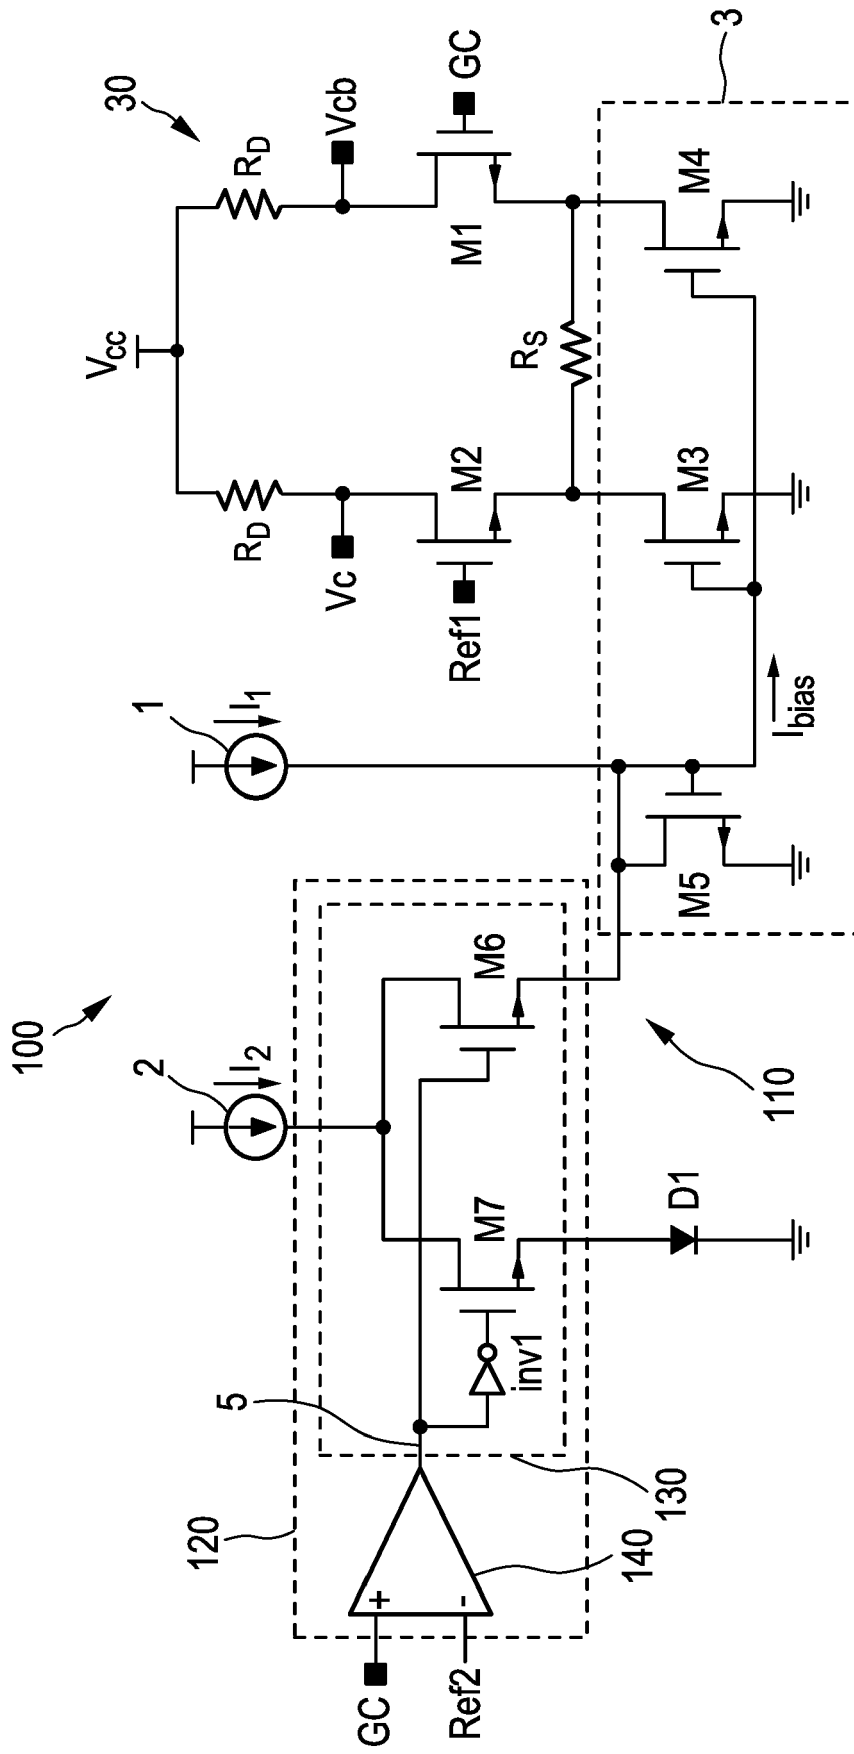 100
30
3
Vcc
RD
RD
Vc
Vcb
Ref1
GC
M2
M1
RS
M3
M4
1
I1
2
I2
120
5
M7
M6
inv1
GC
Ref2
+
-
140
130
110
D1
M5
Ibias